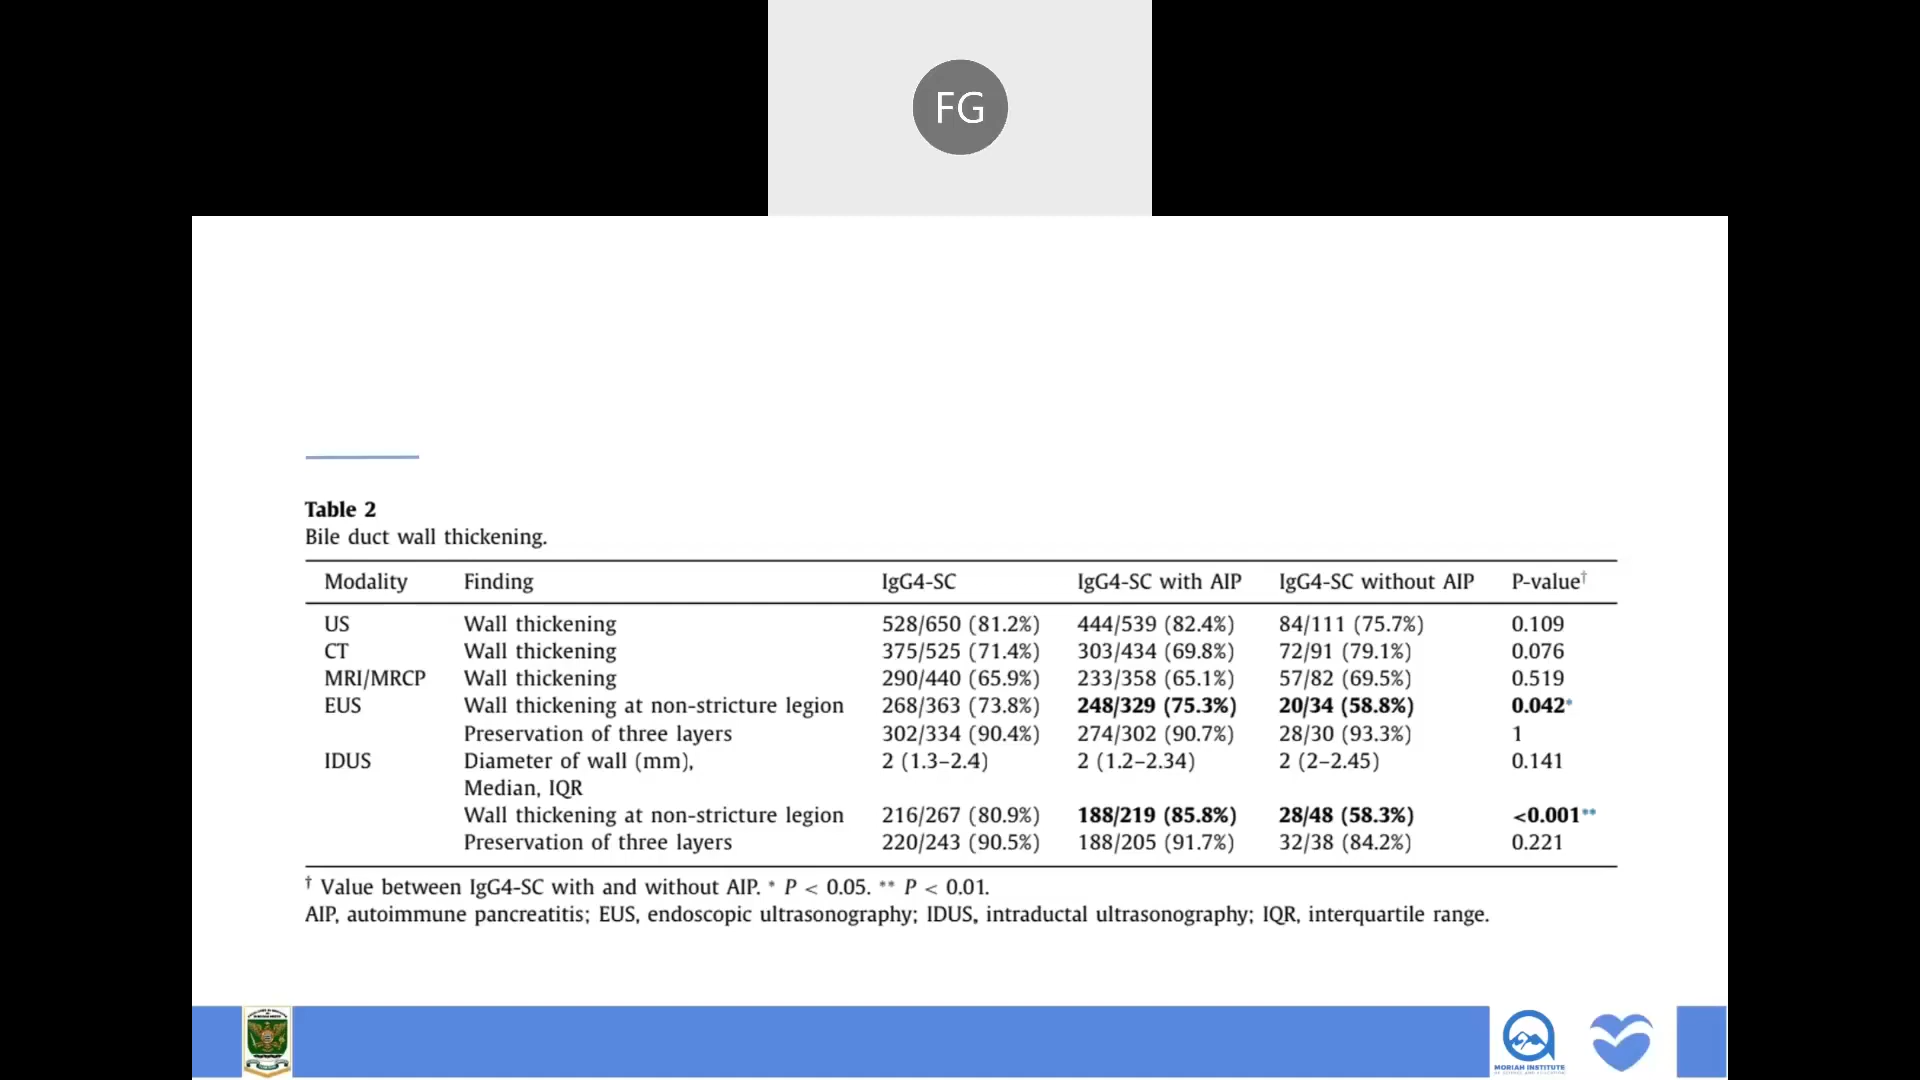 FG
Table 2
Bile duct wall thickening.
Modality Finding IgG4-SC IgG4-SC with AIP IgG4-SC without AIP P-value†
US Wall thickening 528/650 (81.2%) 444/539 (82.4%) 84/111 (75.7%) 0.109
CT Wall thickening 375/525 (71.4%) 303/434 (69.8%) 72/91 (79.1%) 0.076
MRI/MRCP Wall thickening 290/440 (65.9%) 233/358 (65.1%) 57/82 (69.5%) 0.519
EUS Wall thickening at non-stricture legion 268/363 (73.8%) 248/329 (75.3%) 20/34 (58.8%) 0.042*
Preservation of three layers 302/334 (90.4%) 274/302 (90.7%) 28/30 (93.3%) 1
IDUS Diameter of wall (mm), 2 (1.3–2.4) 2 (1.2–2.34) 2 (2–2.45) 0.141
Median, IQR
Wall thickening at non-stricture legion 216/267 (80.9%) 188/219 (85.8%) 28/48 (58.3%) <0.001**
Preservation of three layers 220/243 (90.5%) 188/205 (91.7%) 32/38 (84.2%) 0.221
† Value between IgG4-SC with and without AIP. * P < 0.05. ** P < 0.01.
AIP, autoimmune pancreatitis; EUS, endoscopic ultrasonography; IDUS, intraductal ultrasonography; IQR, interquartile range.
MORIAH INSTITUTE